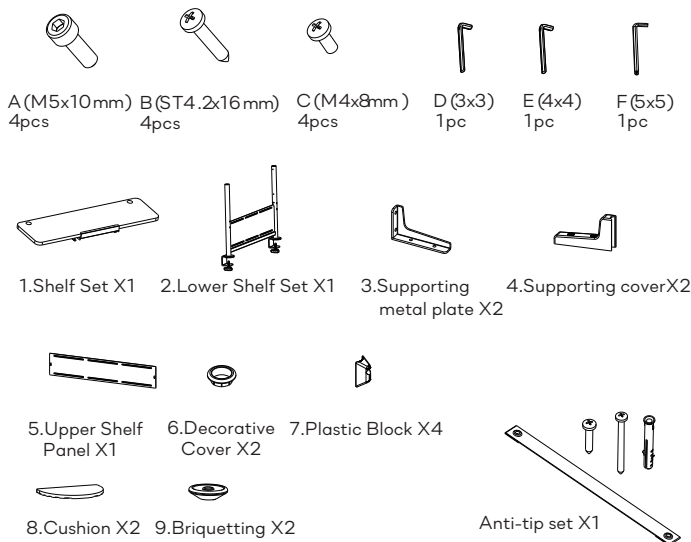 A(M5x10mm) B(ST4.2x16mm) C(M4x8mm) D(3x3) E(4x4) F(5x5)
4pcs 4pcs 4pcs 1pc 1pc 1pc
1.Shelf Set X1 2.Lower Shelf Set X1 3.Supporting 4.Supporting coverX2
metal plate X2
5.Upper Shelf 6.Decorative 7.Plastic Block X4
Panel X1 Cover X2
8.Cushion X2 9.Briquetting X2 Anti-tip set X1